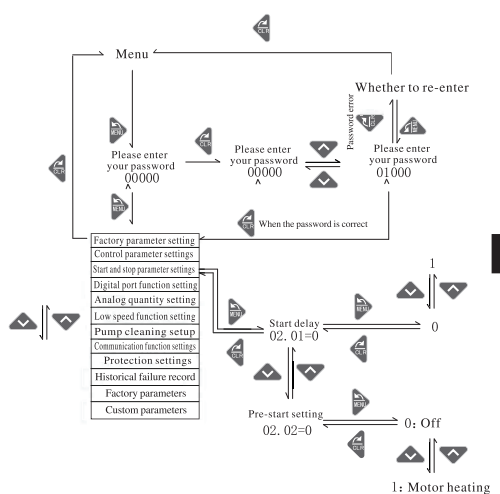 CLR
Menu
Whether to re-enter
Password error
CLR
MENU
MENU
CLR
Please enter
your password
00000
Please enter
your password
00000
Please enter
your password
01000
CLR
MENU
CLR
When the password is correct
Factory parameter setting
Control parameter settings
Start and stop parameter settings
Digital port function setting
Analog quantity setting
Low speed function setting
Pump cleaning setup
Communication function settings
Protection settings
Historical failure record
Factory parameters
Custom parameters
1
MENU
MENU
Start delay
02.01=0
0
CLR
CLR
MENU
Pre-start setting
02.02=0
0: Off
CLR
1: Motor heating